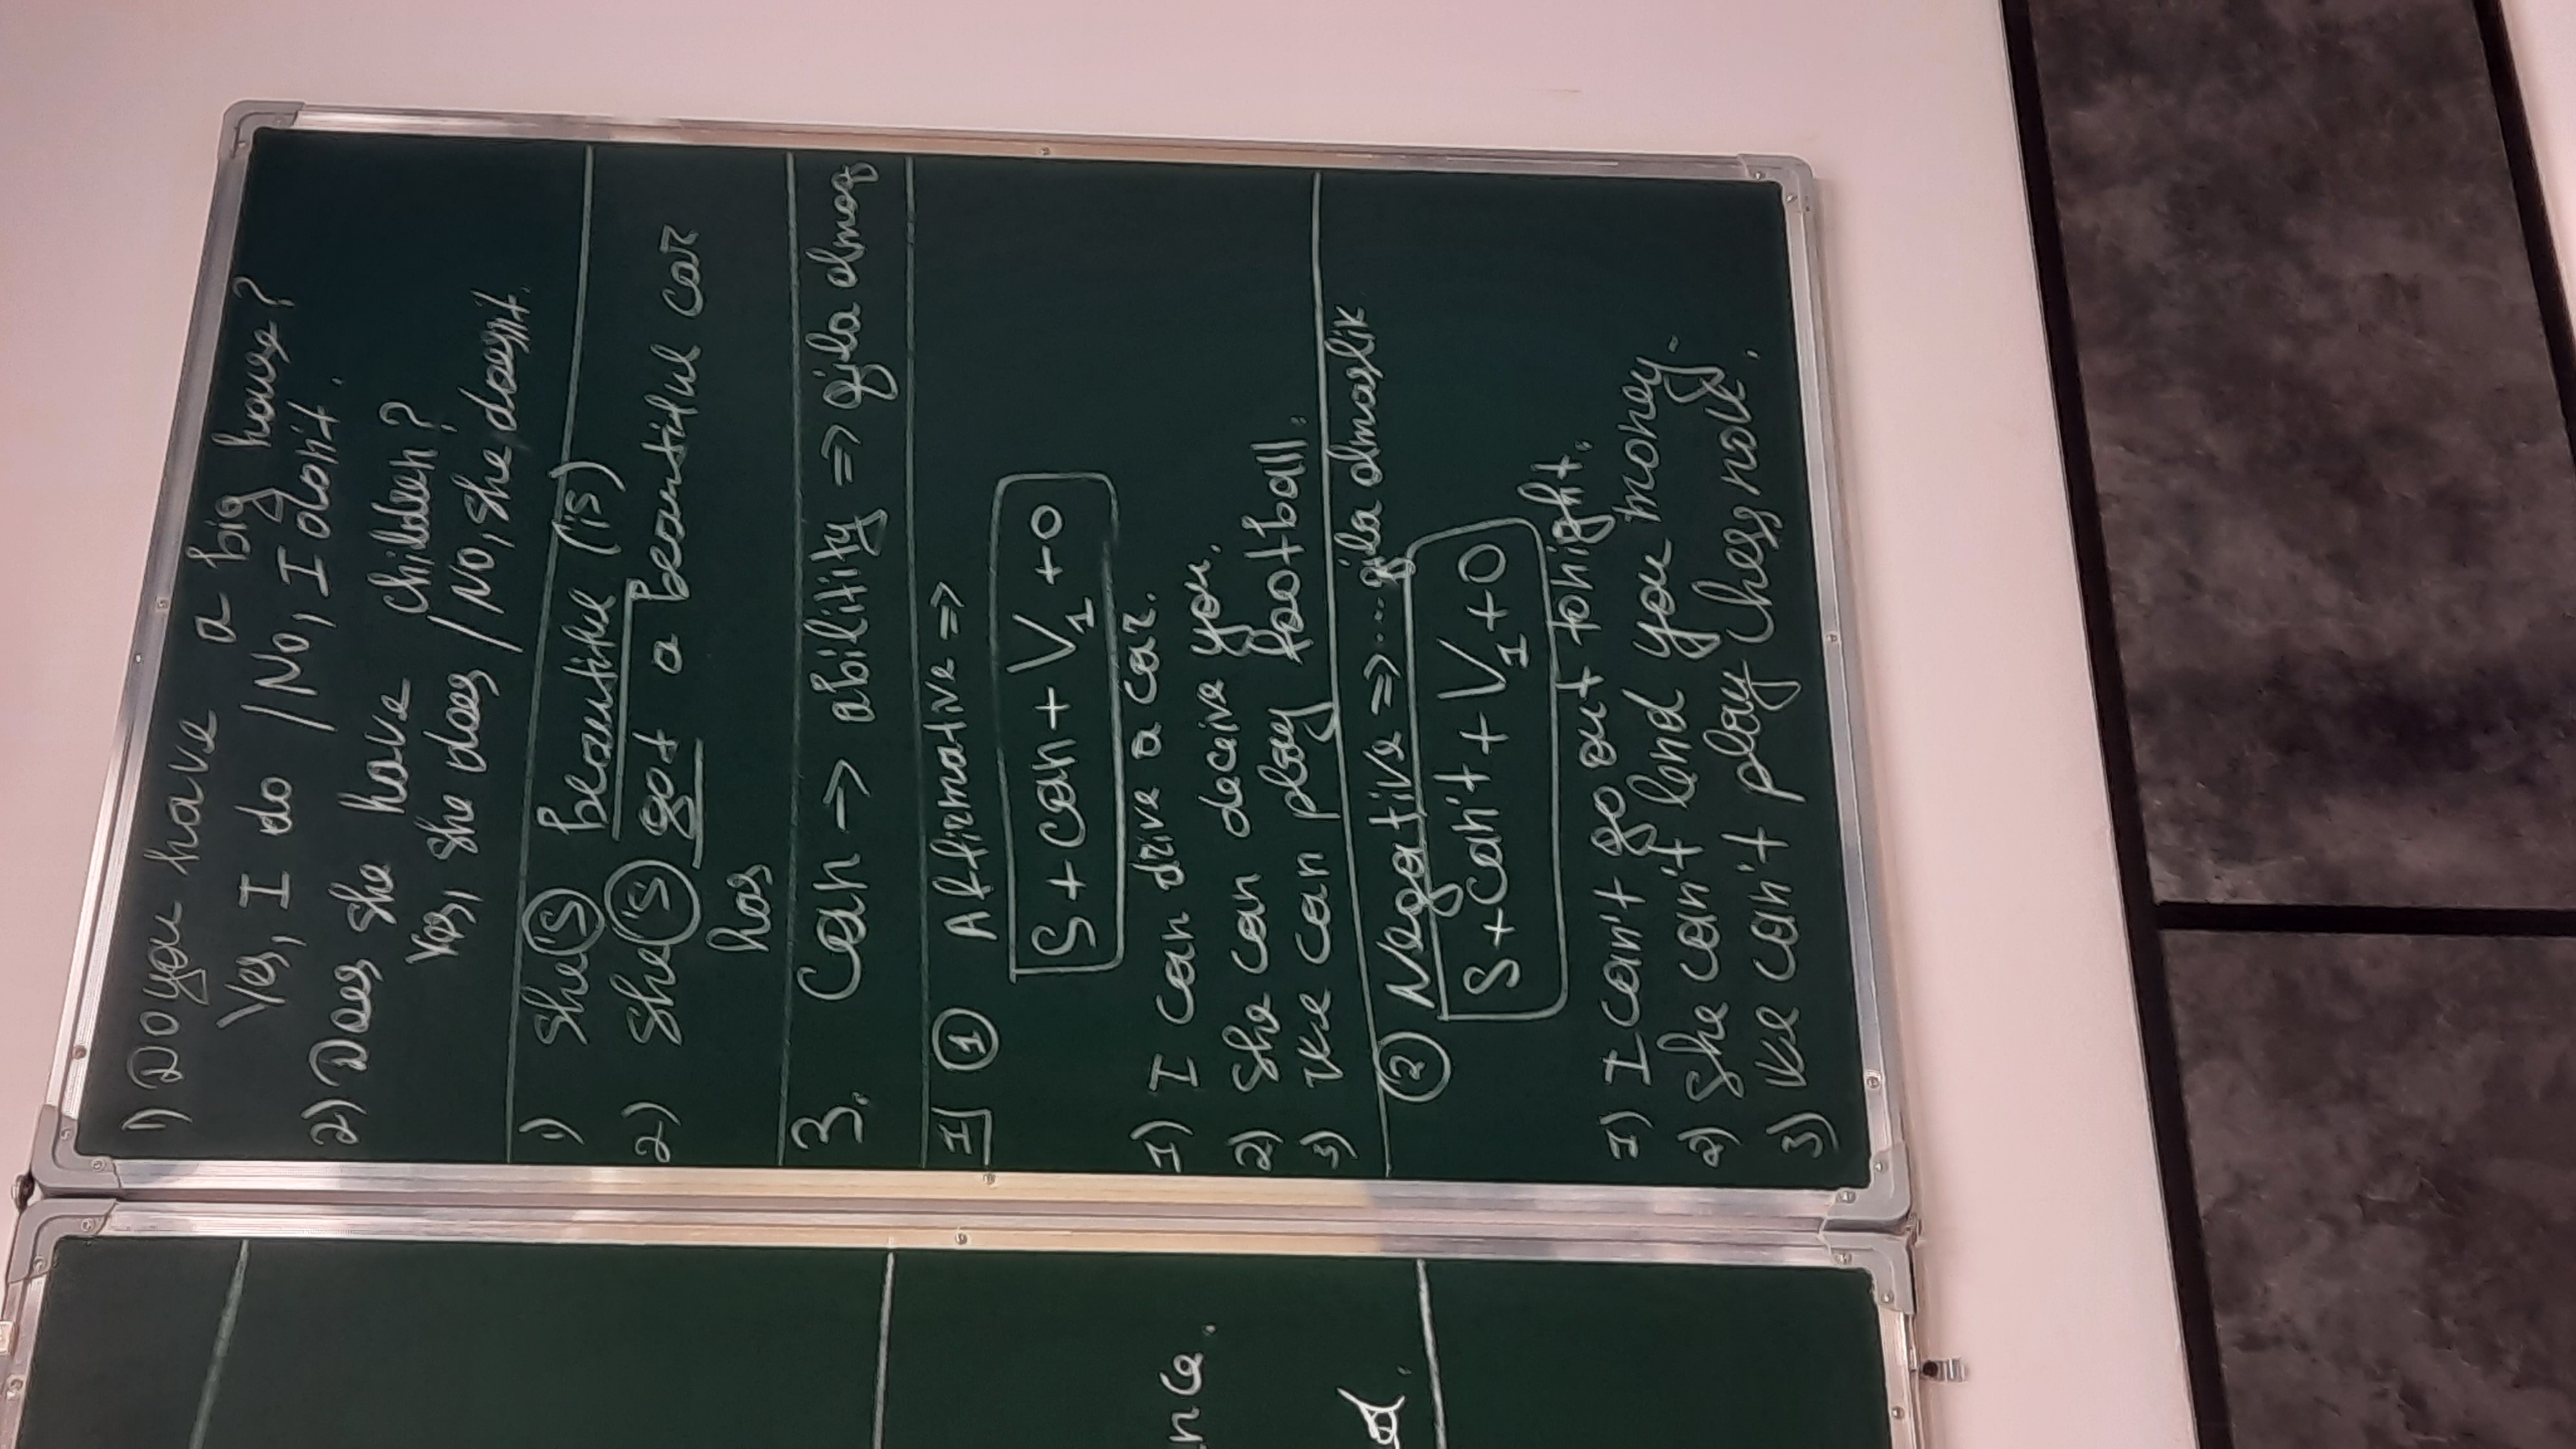 nce.
d.
1) Do you have a big house?
Yes, I do / No, I don't.
2) Does she have children?
Yes, she does / No, she doesn't.
1) She's beautiful (is)
2) She's got a beautiful car
has
3. Can → abilitity ⇒ qila olmoq
I] ① Affirmative ⇒
S + can + V1 + O
1) I can drive a car.
2) She can deceive you.
3) We can play football.
② Negative ⇒ ... qila olmaslik
S + can't + V1 + O
1) I can't go out tonight.
2) She can't lend you money.
3) We can't play chess now.